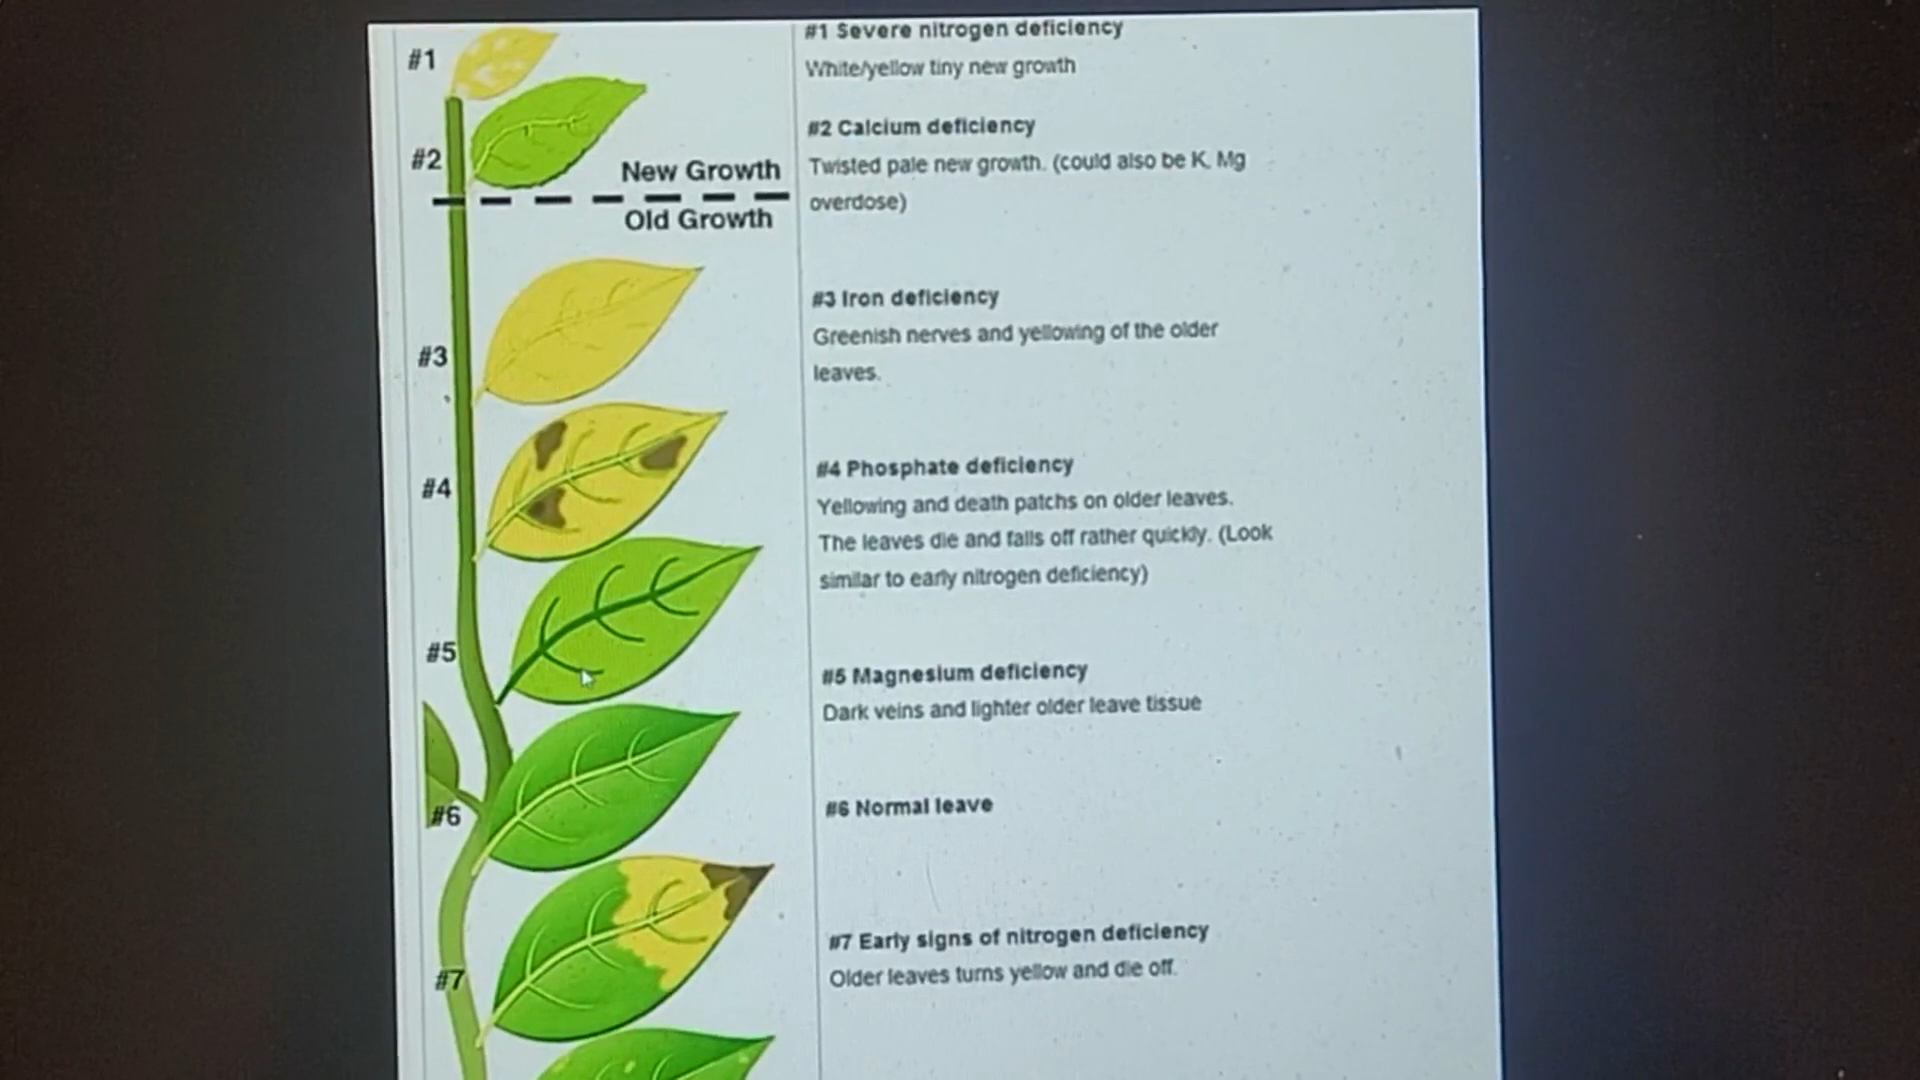 #1
#2
New Growth
Old Growth
#3
#4
#5
#6
#7
#1 Severe nitrogen deficiency
White/yellow tiny new growth
#2 Calcium deficiency
Twisted pale new growth. (could also be K, Mg
overdose)
#3 Iron deficiency
Greenish nerves and yellowing of the older
leaves.
#4 Phosphate deficiency
Yellowing and death patchs on older leaves.
The leaves die and falls off rather quickly. (Look
similar to early nitrogen deficiency)
#5 Magnesium deficiency
Dark veins and lighter older leave tissue
#6 Normal leave
#7 Early signs of nitrogen deficiency
Older leaves turns yellow and die off.